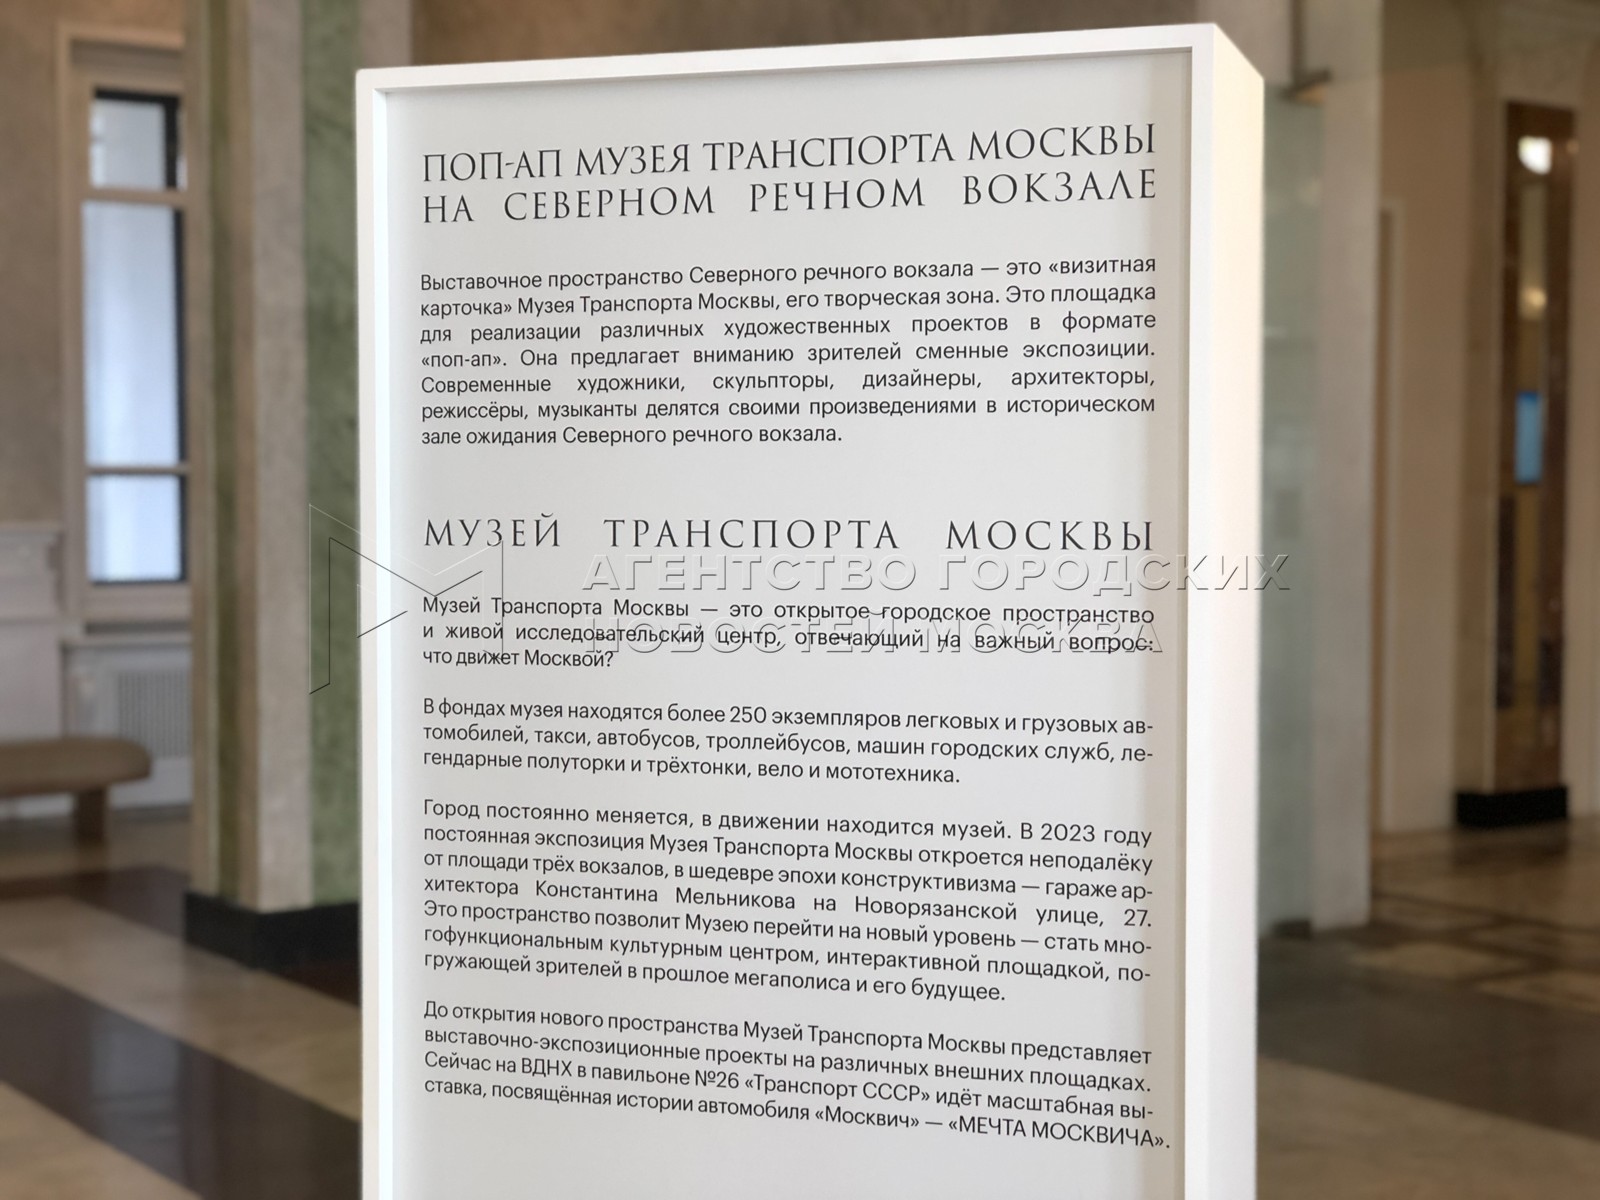 ПОП-АП МУЗЕЯ ТРАНСПОРТА МОСКВЫ
НА СЕВЕРНОМ РЕЧНОМ ВОКЗАЛЕ
Выставочное пространство Северного речного вокзала — это «визитная
карточка» Музея Транспорта Москвы, его творческая зона. Это площадка
для реализации различных художественных проектов в формате
«поп-ап». Она предлагает вниманию зрителей сменные экспозиции.
Современные художники, скульпторы, дизайнеры, архитекторы,
режиссёры, музыканты делятся своими произведениями в историческом
зале ожидания Северного речного вокзала.
МУЗЕЙ ТРАНСПОРТА МОСКВЫ
АГЕНТСТВО ГОРОДСКИХ
НОВОСТЕЙ МОСКВА
Музей Транспорта Москвы — это открытое городское пространство
и живой исследовательский центр, отвечающий на важный вопрос:
что движет Москвой?
В фондах музея находятся более 250 экземпляров легковых и грузовых ав-
томобилей, такси, автобусов, троллейбусов, машин городских служб, ле-
гендарные полуторки и трёхтонки, вело и мототехника.
Город постоянно меняется, в движении находится музей. В 2023 году
постоянная экспозиция Музея Транспорта Москвы откроется неподалёку
от площади трёх вокзалов, в шедевре эпохи конструктивизма — гараже ар-
хитектора Константина Мельникова на Новорязанской улице, 27.
Это пространство позволит Музею перейти на новый уровень — стать мно-
гофункциональным культурным центром, интерактивной площадкой, по-
гружающей зрителей в прошлое мегаполиса и его будущее.
До открытия нового пространства Музей Транспорта Москвы представляет
выставочно-экспозиционные проекты на различных внешних площадках.
Сейчас на ВДНХ в павильоне №26 «Транспорт СССР» идёт масштабная вы-
ставка, посвящённая истории автомобиля «Москвич» — «МЕЧТА МОСКВИЧА».